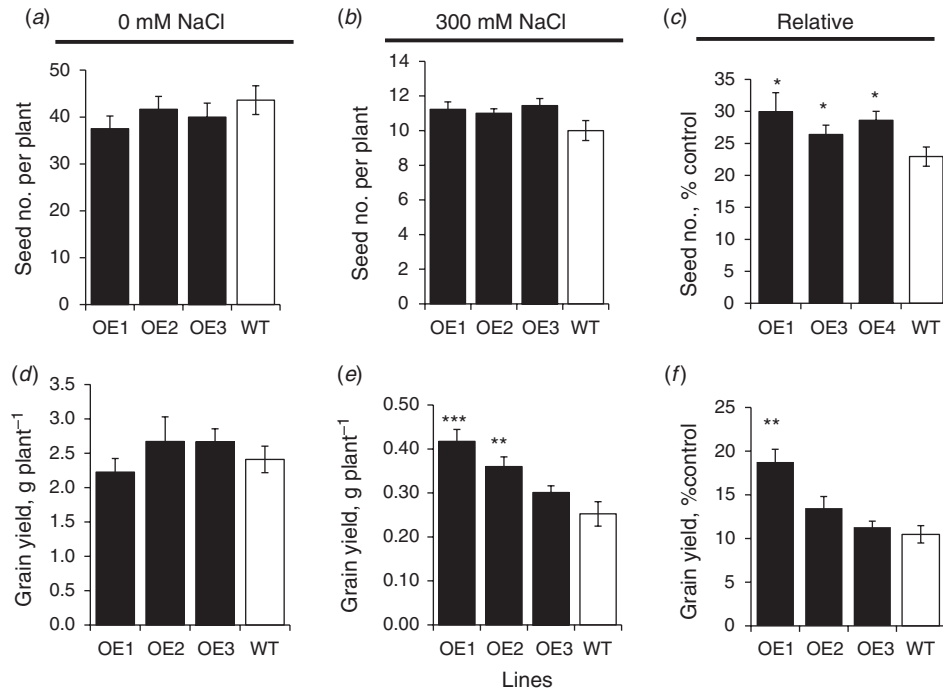 (a) 0 mM NaCl
50
40
30
20
10
0
Seed no. per plant
OE1 OE2 OE3 WT
(b) 300 mM NaCl
14
12
10
8
6
4
2
0
Seed no. per plant
OE1 OE2 OE3 WT
(c) Relative
35
30
25
20
15
10
5
0
Seed no., % control
* * *
OE1 OE3 OE4 WT
(d)
3.5
3.0
2.5
2.0
1.5
1.0
0.5
0.0
Grain yield, g plant⁻¹
OE1 OE2 OE3 WT
(e)
0.50
0.40
0.30
0.20
0.10
0.00
Grain yield, g plant⁻¹
*** **
OE1 OE2 OE3 WT
(f)
25
20
15
10
5
0
Grain yield, %control
**
OE1 OE2 OE3 WT
Lines